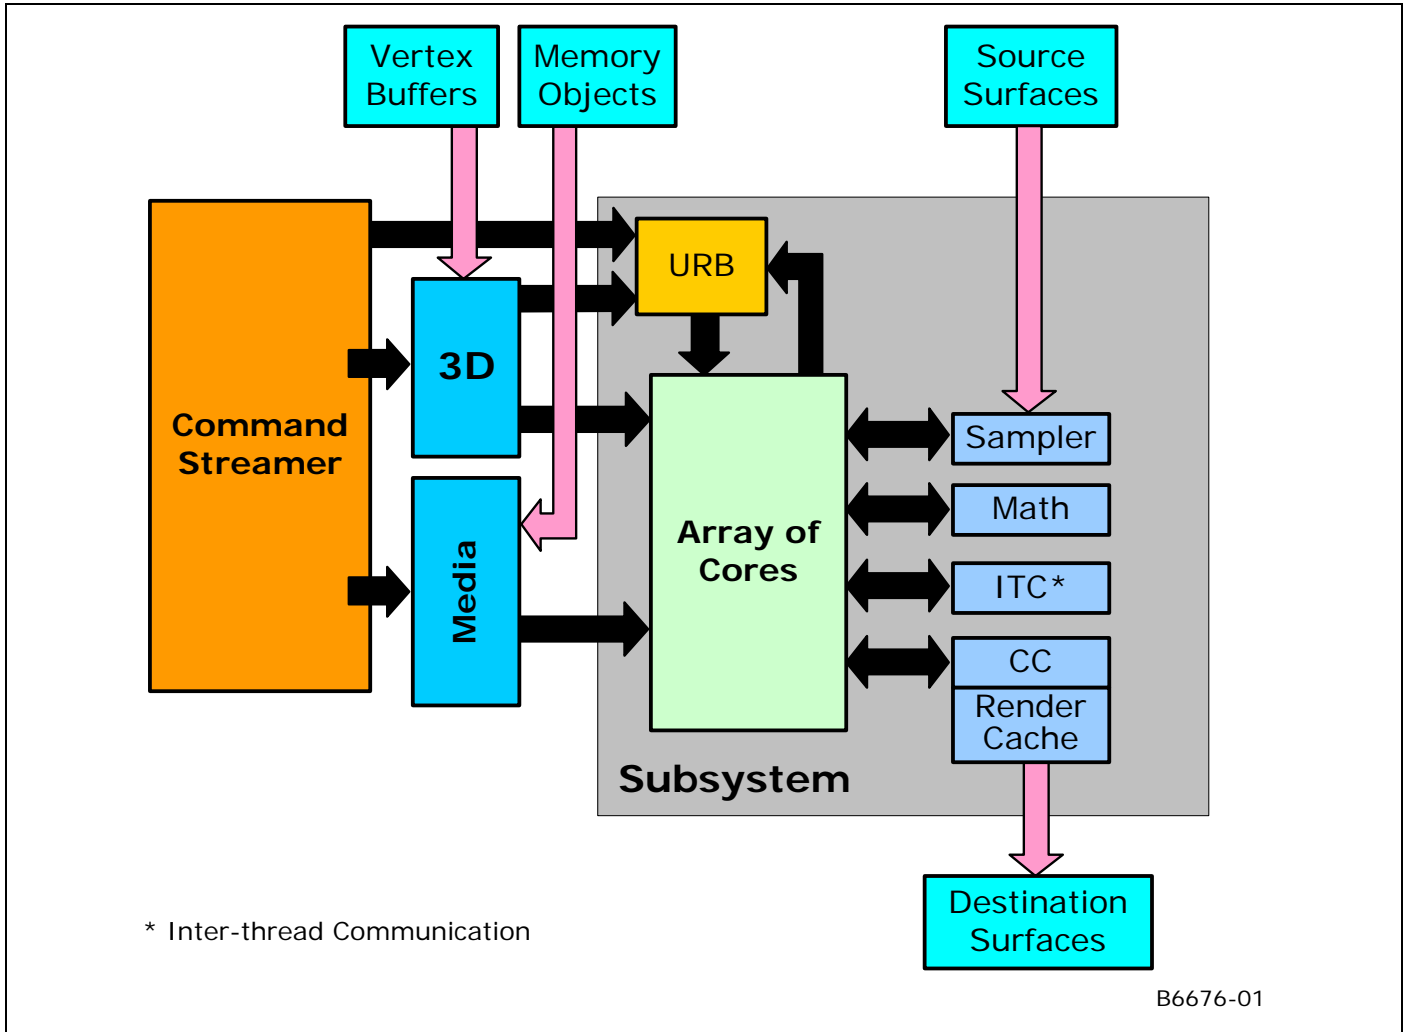 Vertex
Buffers
Memory
Objects
Source
Surfaces
URB
3D
Command
Streamer
Sampler
Math
Array of
Cores
Media
ITC*
CC
Render
Cache
Subsystem
Destination
Surfaces
* Inter-thread Communication
B6676-01